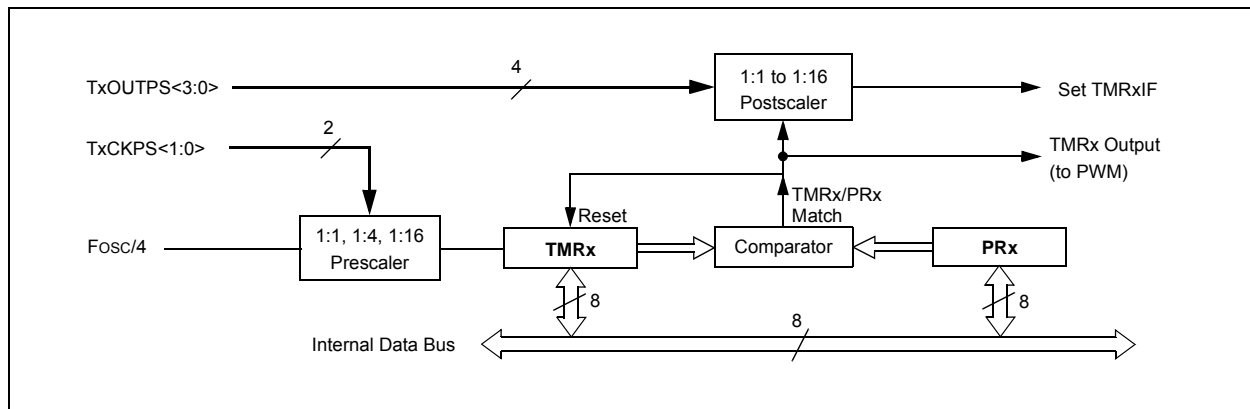 TxOUTPS<3:0>
4
1:1 to 1:16
Postscaler
Set TMRxIF
TxCKPS<1:0>
2
TMRx Output
(to PWM)
TMRx/PRx
Match
Reset
FOSC/4
1:1, 1:4, 1:16
Prescaler
TMRx
Comparator
PRx
8
8
8
Internal Data Bus